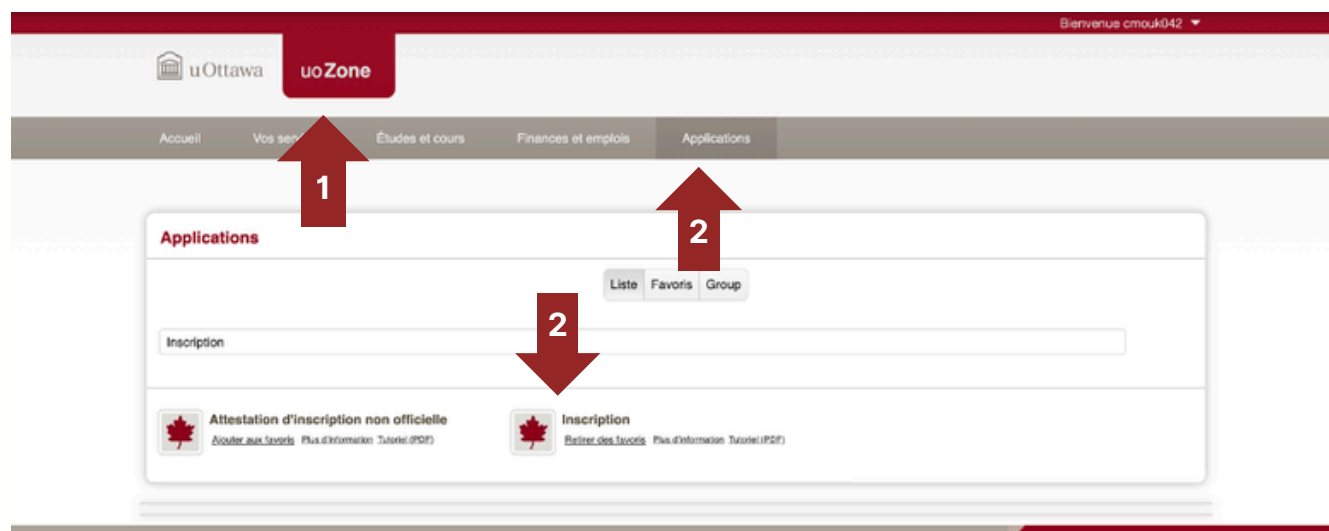 Bienvenue cmouk042
uOttawa
uoZone
Accueil Vos ser Études et cours Finances et emplois Applications
1
2
Applications
Liste Favoris Group
2
Inscription
Attestation d'inscription non officielle
Ajouter aux favoris Plus d'information Tutoriel (PDF)
Inscription
Retirer des favoris Plus d'information Tutoriel (PDF)